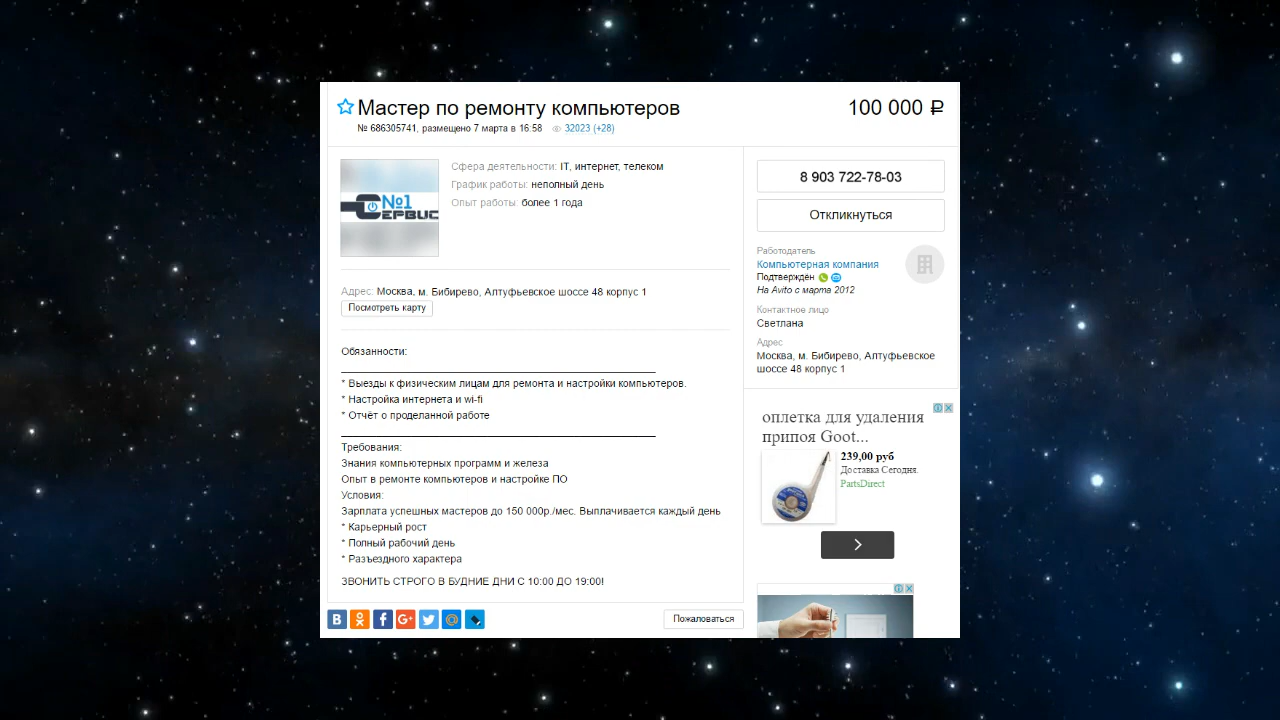 Мастер по ремонту компьютеров
100 000 ₽
№ 686305741, размещено 7 марта в 16:58 32023 (+28)
№1
СЕРВИС
Сфера деятельности: IT, интернет, телеком
График работы: неполный день
Опыт работы: более 1 года
Адрес: Москва, м. Бибирево, Алтуфьевское шоссе 48 корпус 1
Посмотреть карту
Обязанности:
* Выезды к физическим лицам для ремонта и настройки компьютеров.
* Настройка интернета и wi-fi
* Отчёт о проделанной работе
Требования:
Знания компьютерных программ и железа
Опыт в ремонте компьютеров и настройке ПО
Условия:
Зарплата успешных мастеров до 150 000р./мес. Выплачивается каждый день
* Карьерный рост
* Полный рабочий день
* Разъездного характера
ЗВОНИТЬ СТРОГО В БУДНИЕ ДНИ С 10:00 ДО 19:00!
Пожаловаться
8 903 722-78-03
Откликнуться
Работодатель
Компьютерная компания
Подтверждён
На Avito с марта 2012
Контактное лицо
Светлана
Адрес
Москва, м. Бибирево, Алтуфьевское
шоссе 48 корпус 1
оплетка для удаления
припоя Goot...
239,00 руб
Доставка Сегодня.
PartsDirect